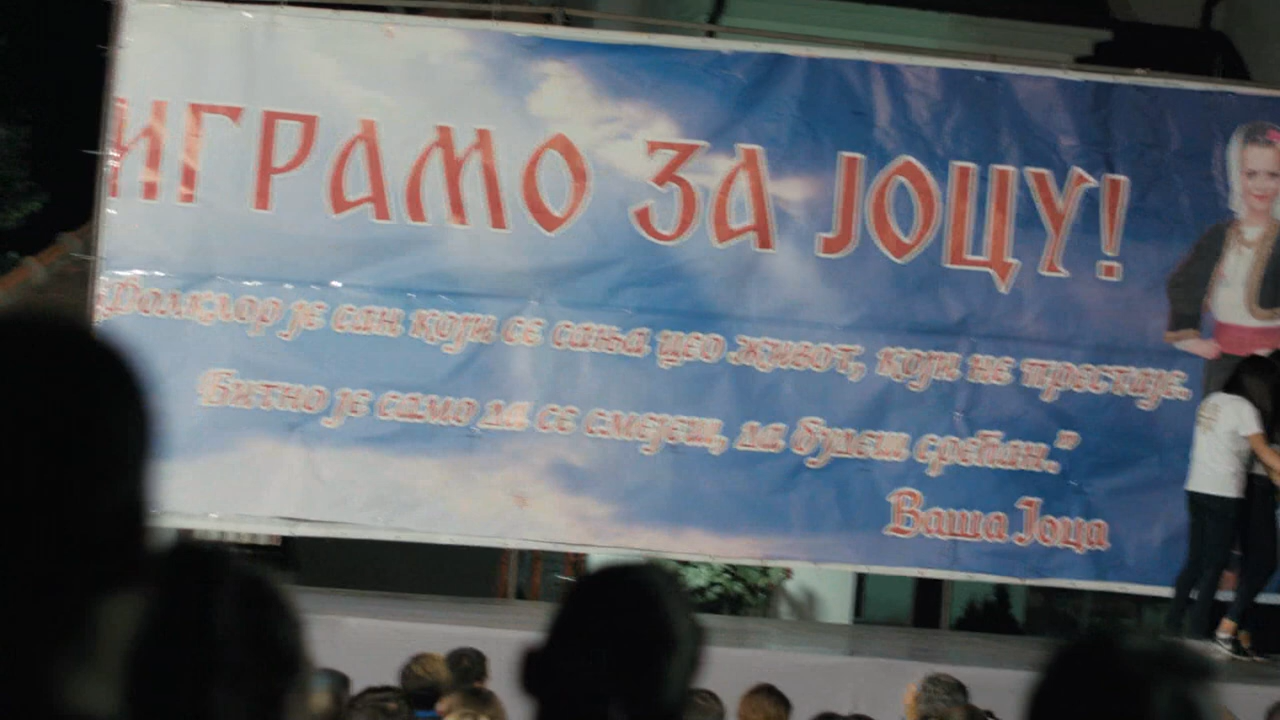 ИГРАМО ЗА ЈОЦУ!
„Фолклор је сан који се сања цео живот, који не престаје.
Битно је само да се смејеш, да будеш срећан.”
Ваша Јоца